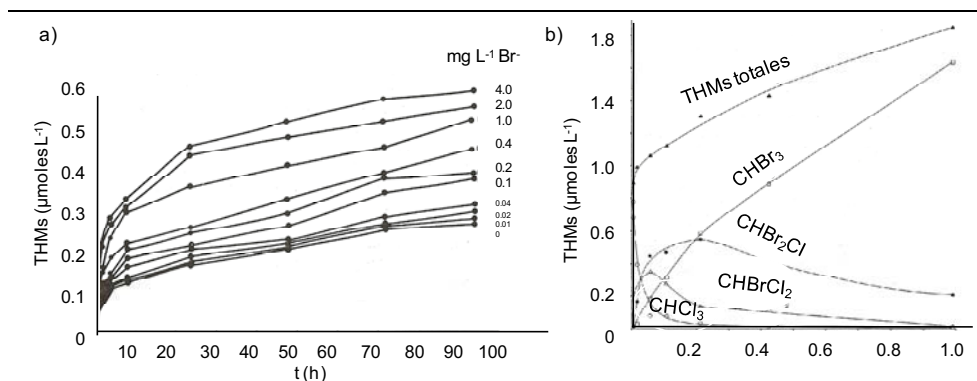 a)
mg L-1 Br-
THMs (μmoles L-1)
0.6
0.5
0.4
0.3
0.2
0.1
0
4.0
2.0
1.0
0.4
0.2
0.1
0.04
0.02
0.01
0
10 20 30 40 50 60 70 80 90 100
t (h)
b)
THMs (μmoles L-1)
1.8
1.4
1.0
0.6
0.2
0
THMs totales
CHBr3
CHBr2Cl
CHBrCl2
CHCl3
0.2 0.4 0.6 0.8 1.0